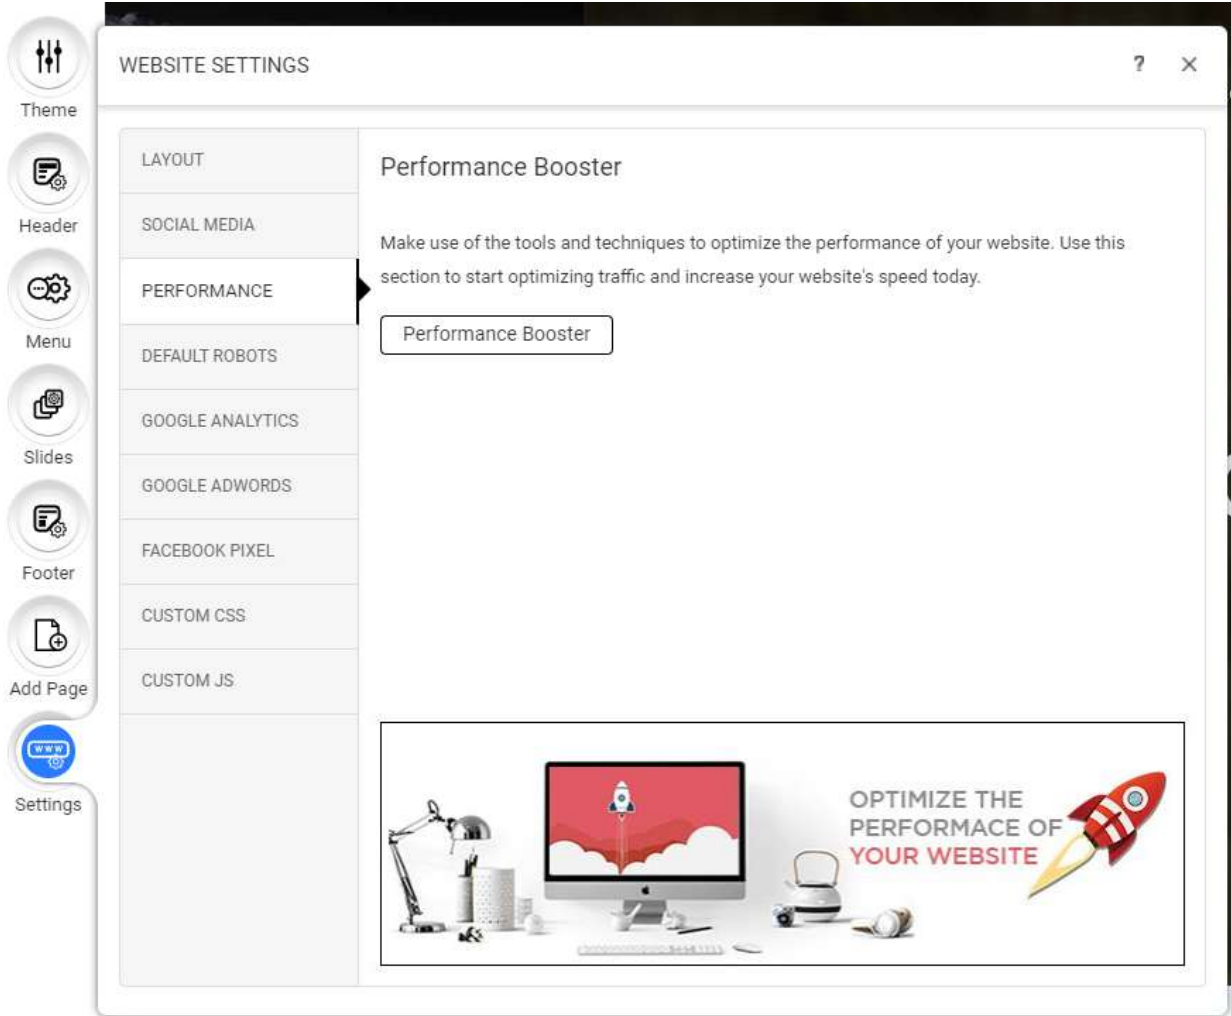 Theme
Header
Menu
Slides
Footer
Add Page
www
Settings
WEBSITE SETTINGS
?
LAYOUT
SOCIAL MEDIA
PERFORMANCE
DEFAULT ROBOTS
GOOGLE ANALYTICS
GOOGLE ADWORDS
FACEBOOK PIXEL
CUSTOM CSS
CUSTOM JS
Performance Booster
Make use of the tools and techniques to optimize the performance of your website. Use this
section to start optimizing traffic and increase your website's speed today.
Performance Booster
OPTIMIZE THE
PERFORMACE OF
YOUR WEBSITE